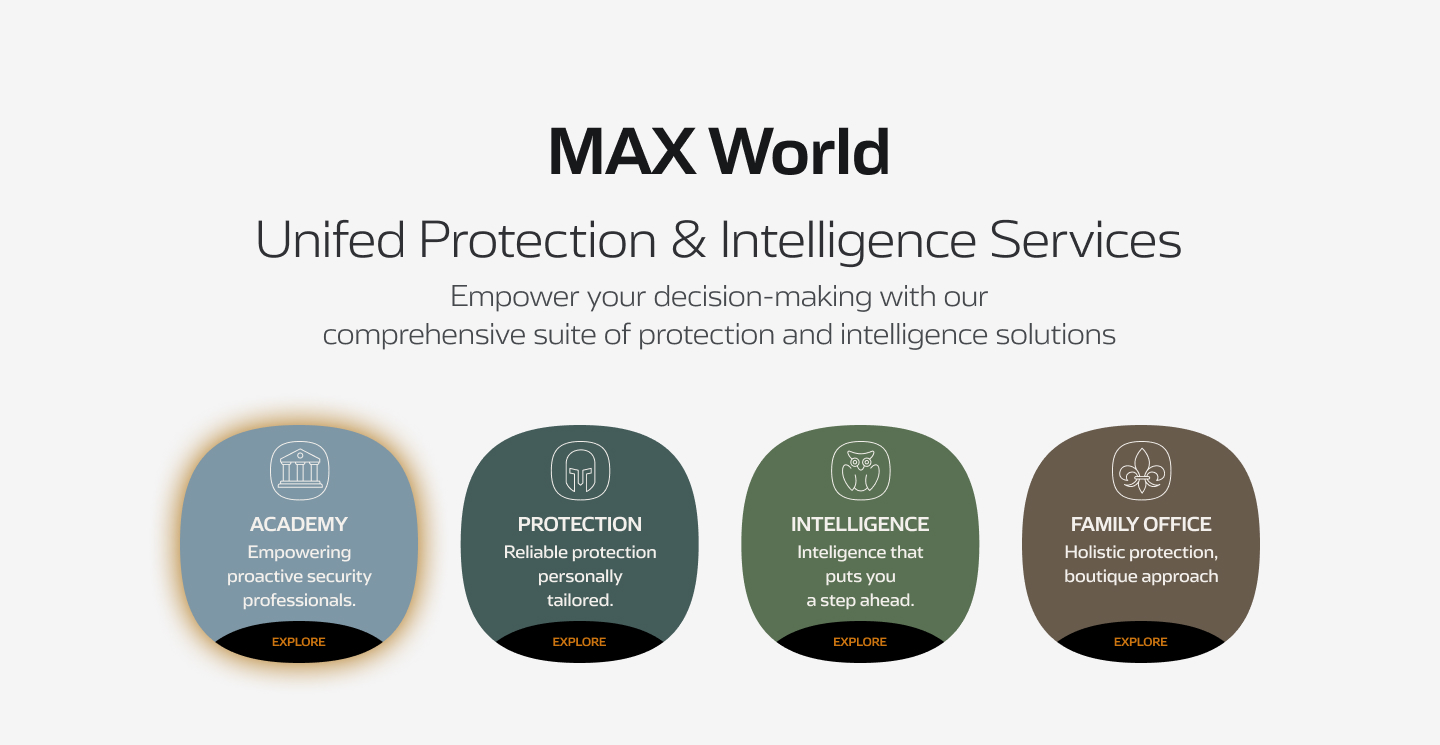 MAX World
Unifed Protection & Intelligence Services
Empower your decision-making with our
comprehensive suite of protection and intelligence solutions
ACADEMY
Empowering
proactive security
professionals.
EXPLORE
PROTECTION
Reliable protection
personally
tailored.
EXPLORE
INTELLIGENCE
Inteligence that
puts you
a step ahead.
EXPLORE
FAMILY OFFICE
Holistic protection,
boutique approach
EXPLORE